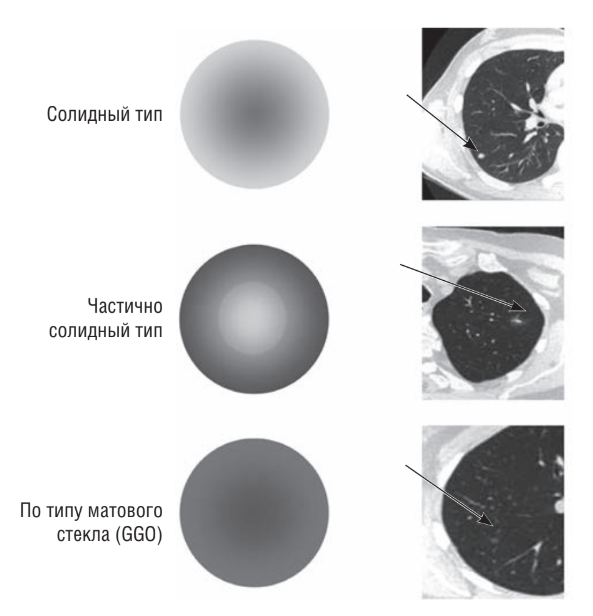 Солидный тип
Частично
солидный тип
По типу матового
стекла (GGO)